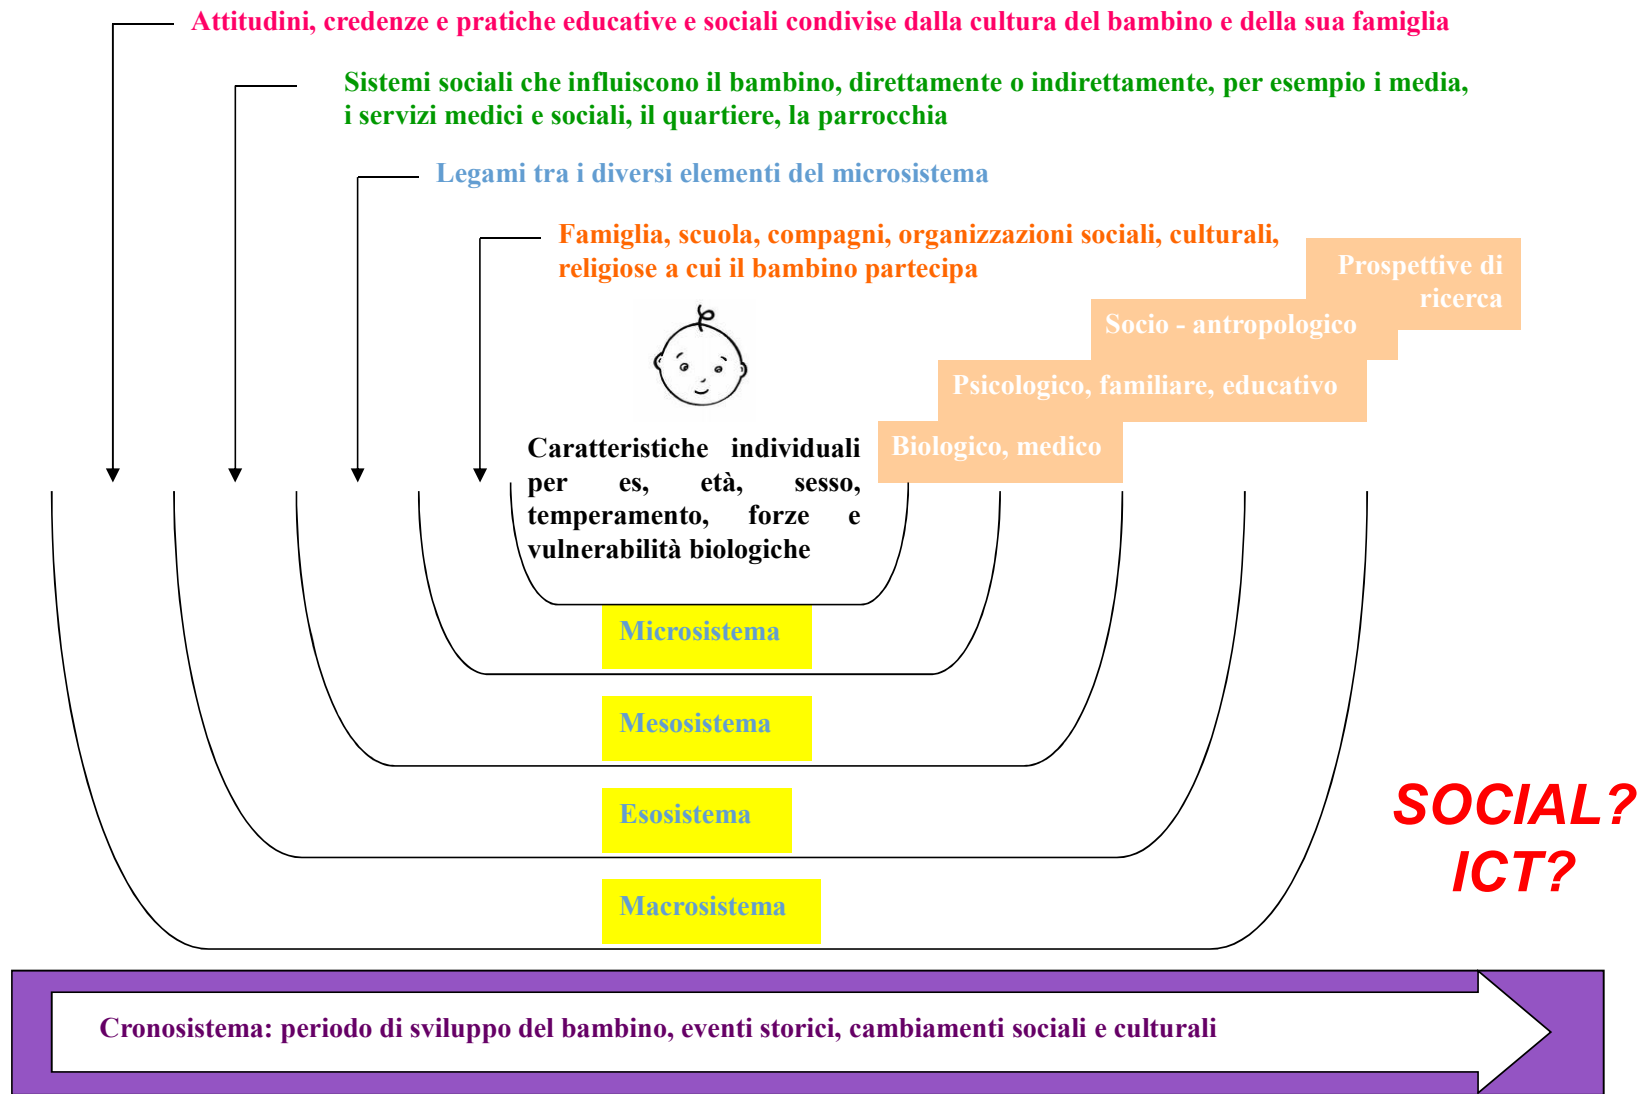 Attitudini, credenze e pratiche educative e sociali condivise dalla cultura del bambino e della sua famiglia
Sistemi sociali che influiscono il bambino, direttamente o indirettamente, per esempio i media,
i servizi medici e sociali, il quartiere, la parrocchia
Legami tra i diversi elementi del microsistema
Famiglia, scuola, compagni, organizzazioni sociali, culturali,
religiose a cui il bambino partecipa
Prospettive di
ricerca
Socio - antropologico
Psicologico, familiare, educativo
Biologico, medico
Caratteristiche individuali
per es, età, sesso,
temperamento, forze e
vulnerabilità biologiche
Microsistema
Mesosistema
Esosistema
Macrosistema
SOCIAL?
ICT?
Cronosistema: periodo di sviluppo del bambino, eventi storici, cambiamenti sociali e culturali